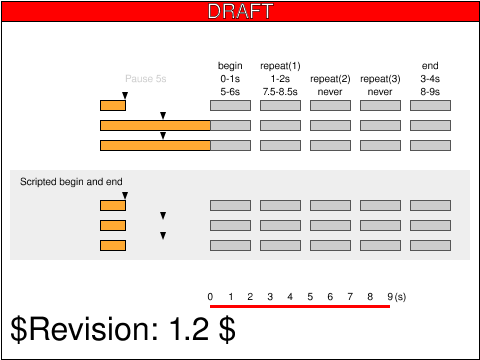 DRAFT
begin repeat(1) end
Pause 5s 0-1s 1-2s repeat(2) repeat(3) 3-4s
5-6s 7.5-8.5s never never 8-9s
Scripted begin and end
0 1 2 3 4 5 6 7 8 9 (s)
$Revision: 1.2 $